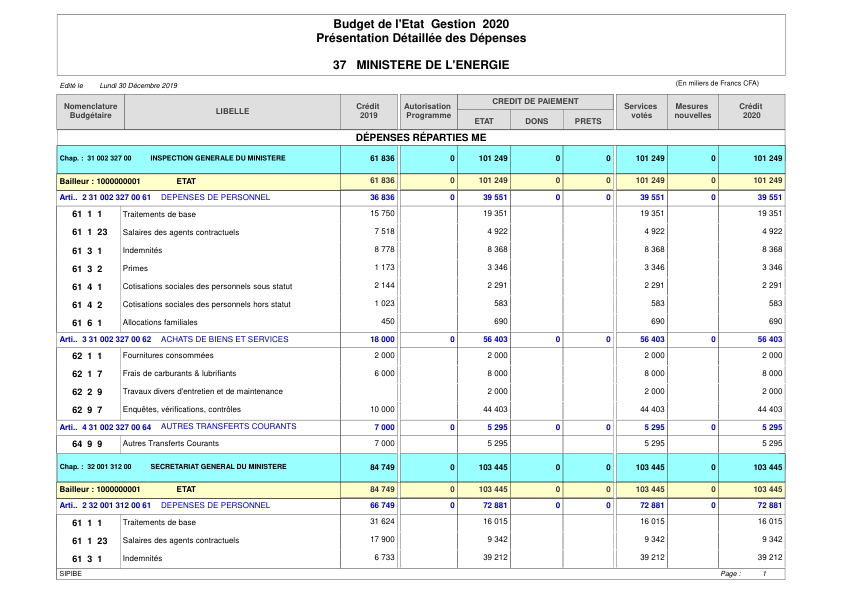 Budget de l'Etat Gestion 2020
Présentation Détaillée des Dépenses
37 MINISTERE DE L'ENERGIE
Edité le Lundi 30 Décembre 2019 (En miliers de Francs CFA)
Nomenclature Budgétaire LIBELLE Crédit 2019 Autorisation Programme CREDIT DE PAIEMENT ETAT DONS PRETS Services votés Mesures nouvelles Crédit 2020
DÉPENSES RÉPARTIES ME
Chap. : 31 002 327 00 INSPECTION GENERALE DU MINISTERE 61 836 0 101 249 0 0 101 249 0 101 249
Bailleur : 1000000001 ETAT 61 836 0 101 249 0 0 101 249 0 101 249
Arti.. 2 31 002 327 00 61 DEPENSES DE PERSONNEL 36 836 0 39 551 0 0 39 551 0 39 551
61 1 1 Traitements de base 15 750 19 351 19 351 19 351
61 1 23 Salaires des agents contractuels 7 518 4 922 4 922 4 922
61 3 1 Indemnités 8 778 8 368 8 368 8 368
61 3 2 Primes 1 173 3 346 3 346 3 346
61 4 1 Cotisations sociales des personnels sous statut 2 144 2 291 2 291 2 291
61 4 2 Cotisations sociales des personnels hors statut 1 023 583 583 583
61 6 1 Allocations familiales 450 690 690 690
Arti.. 3 31 002 327 00 62 ACHATS DE BIENS ET SERVICES 18 000 0 56 403 0 0 56 403 0 56 403
62 1 1 Fournitures consommées 2 000 2 000 2 000 2 000
62 1 7 Frais de carburants & lubrifiants 6 000 8 000 8 000 8 000
62 2 9 Travaux divers d'entretien et de maintenance 2 000 2 000 2 000
62 9 7 Enquêtes, vérifications, contrôles 10 000 44 403 44 403 44 403
Arti.. 4 31 002 327 00 64 AUTRES TRANSFERTS COURANTS 7 000 0 5 295 0 0 5 295 0 5 295
64 9 9 Autres Transferts Courants 7 000 5 295 5 295 5 295
Chap. : 32 001 312 00 SECRETARIAT GENERAL DU MINISTERE 84 749 0 103 445 0 0 103 445 0 103 445
Bailleur : 1000000001 ETAT 84 749 0 103 445 0 0 103 445 0 103 445
Arti.. 2 32 001 312 00 61 DEPENSES DE PERSONNEL 66 749 0 72 881 0 0 72 881 0 72 881
61 1 1 Traitements de base 31 624 16 015 16 015 16 015
61 1 23 Salaires des agents contractuels 17 900 9 342 9 342 9 342
61 3 1 Indemnités 6 733 39 212 39 212 39 212
SIPIBE Page : 1